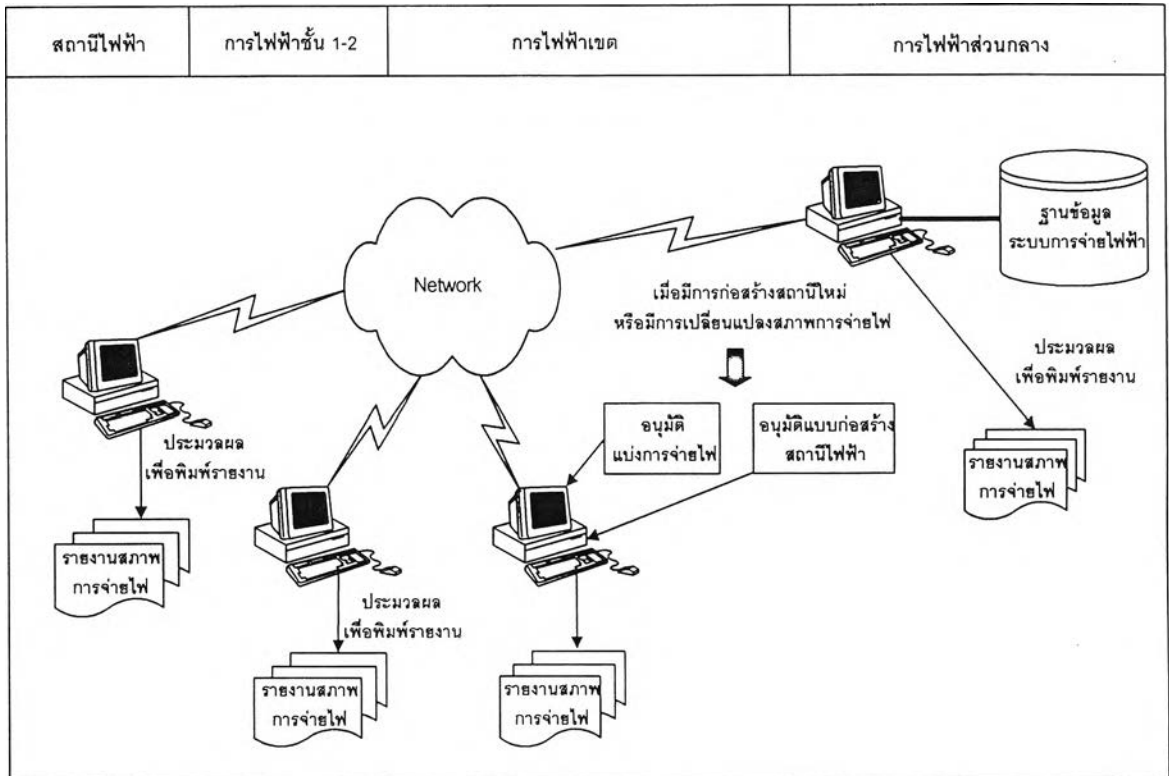 สถานีไฟฟ้า
การไฟฟ้าชั้น 1-2
การไฟฟ้าเขต
การไฟฟ้าส่วนกลาง
ฐานข้อมูล
ระบบการจ่ายไฟฟ้า
Network
เมื่อมีการก่อสร้างสถานีใหม่
หรือมีการเปลี่ยนแปลงสภาพการจ่ายไฟ
ประมวลผล
เพื่อพิมพ์รายงาน
อนุมัติ
แบ่งการจ่ายไฟ
อนุมัติแบบก่อสร้าง
สถานีไฟฟ้า
ประมวลผล
เพื่อพิมพ์รายงาน
รายงานสภาพ
การจ่ายไฟ
รายงานสภาพ
การจ่ายไฟ
ประมวลผล
เพื่อพิมพ์รายงาน
รายงานสภาพ
การจ่ายไฟ
รายงานสภาพ
การจ่ายไฟ